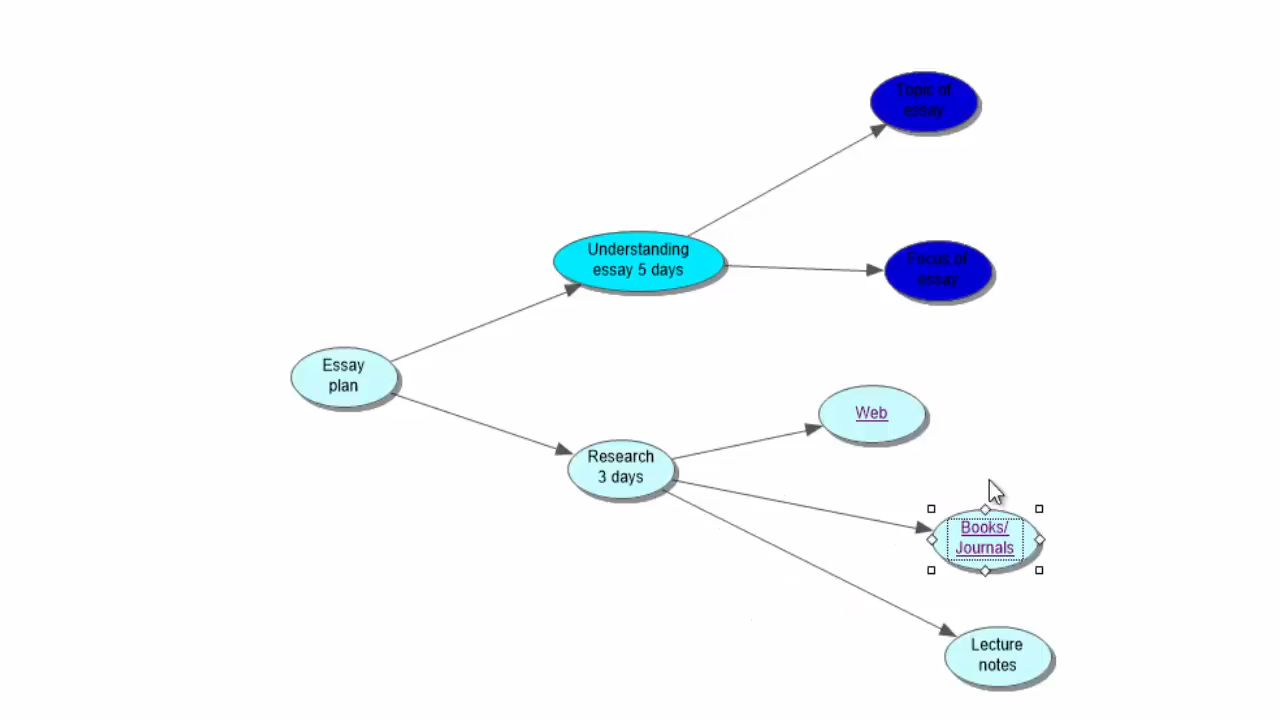 Topic of
essay
Understanding
essay 5 days
Focus of
essay
Essay
plan
Web
Research
3 days
Books/
Journals
Lecture
notes